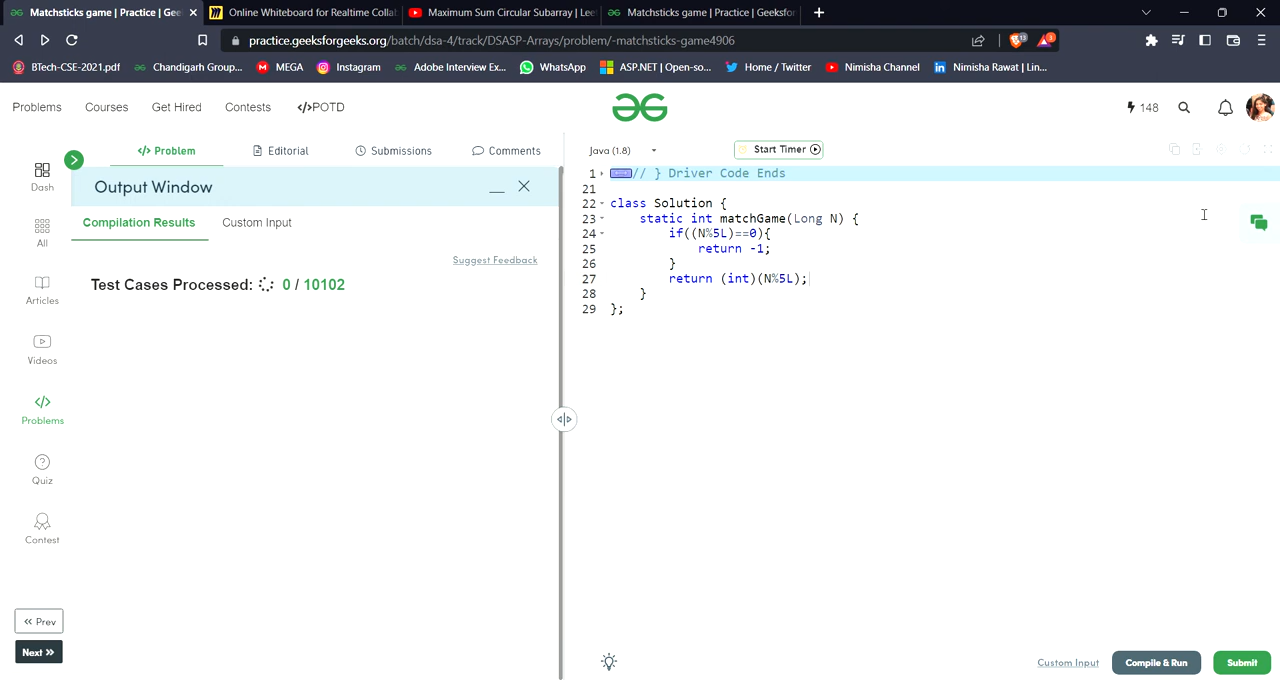 Matchsticks game | Practice | Gee
Online Whiteboard for Realtime Colla
Maximum Sum Circular Subarray | Lee
Matchsticks game | Practice | Geeksfor
practice.geeksforgeeks.org/batch/dsa-4/track/DSASP-Arrays/problem/-matchsticks-game4906
BTech-CSE-2021.pdf
Chandigarh Group...
MEGA
Instagram
Adobe Interview Ex...
WhatsApp
ASP.NET | Open-so...
Home / Twitter
Nimisha Channel
Nimisha Rawat | Lin...
Problems
Courses
Get Hired
Contests
</>POTD
148
Dash
All
Articles
Videos
</>
Problems
Quiz
Contest
<< Prev
Next >>
</> Problem
Editorial
Submissions
Comments
Output Window
Compilation Results
Custom Input
Suggest Feedback
Test Cases Processed: 0 / 10102
Java (1.8)
Start Timer
1 // } Driver Code Ends
21
22 class Solution {
23 static int matchGame(Long N) {
24 if((N%5L)==0){
25 return -1;
26 }
27 return (int)(N%5L);
28 }
29 };
Custom Input
Compile & Run
Submit